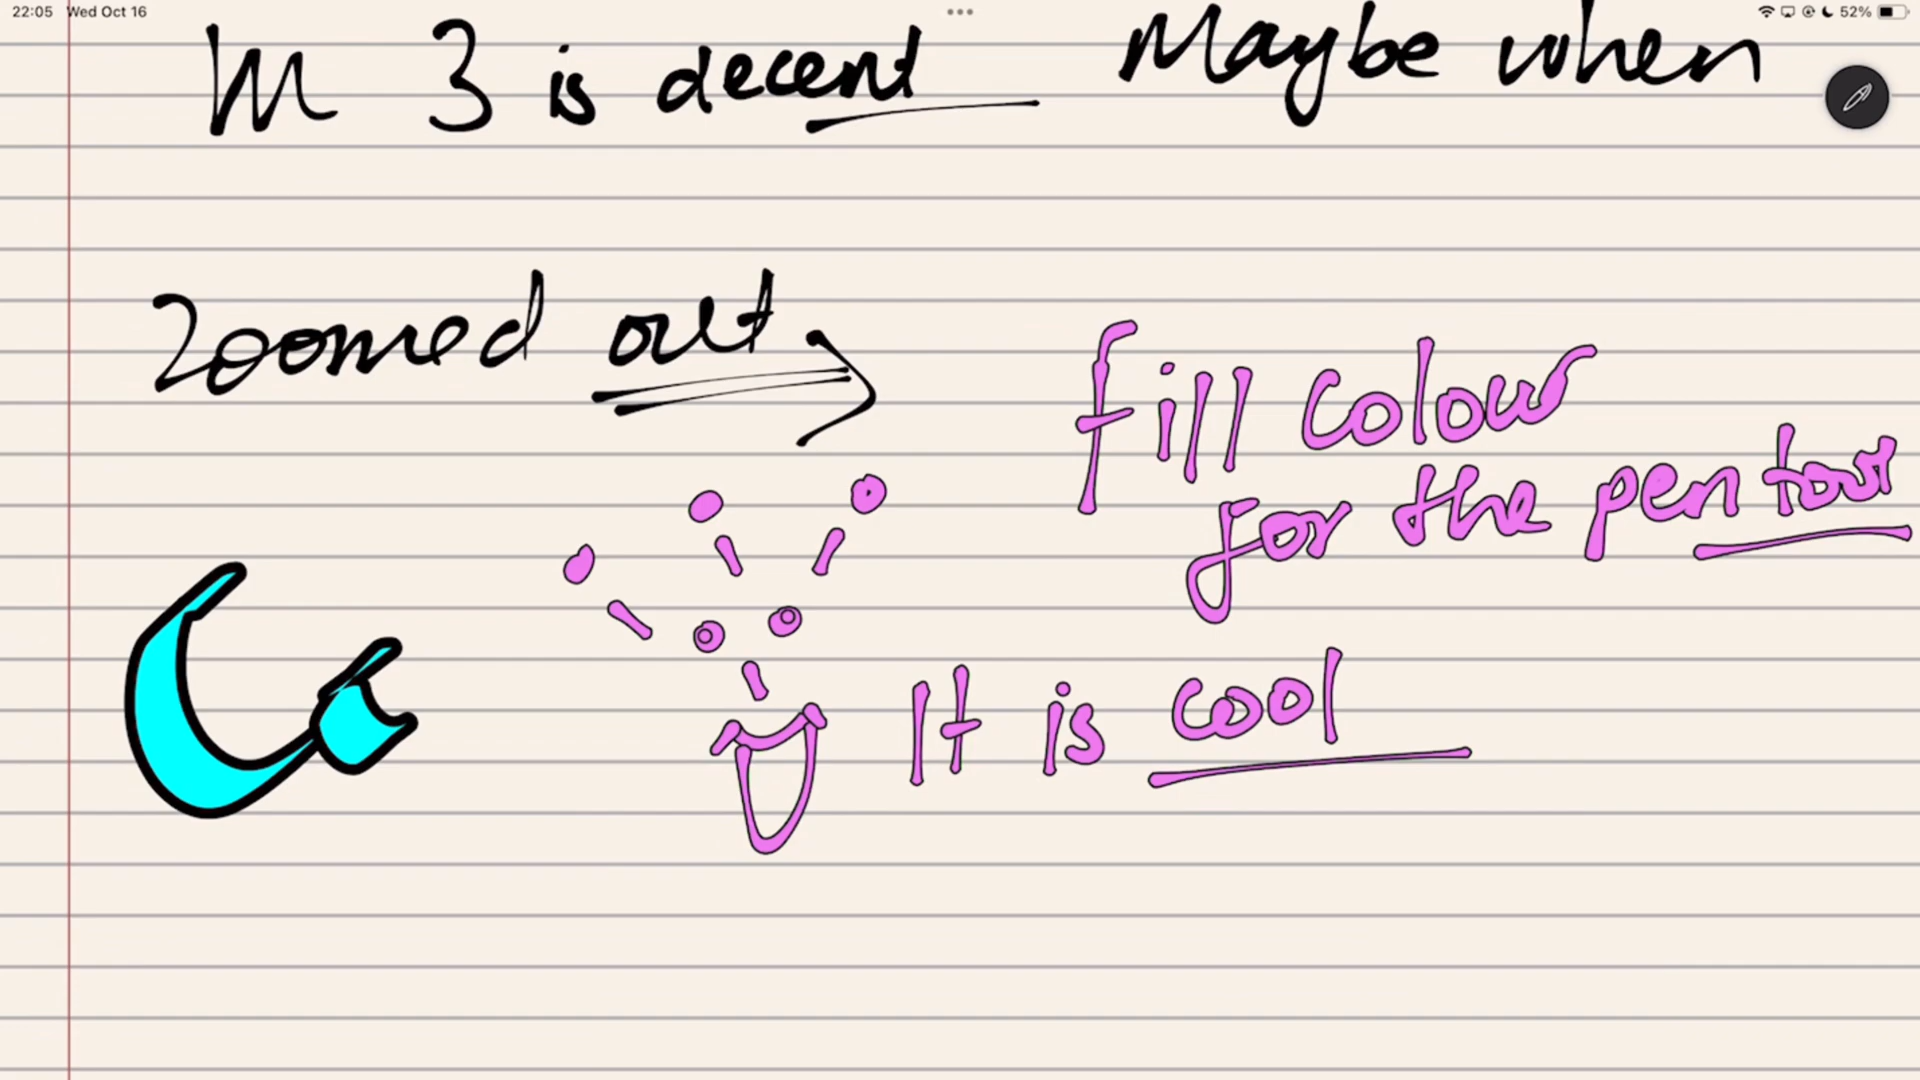 22:05 Wed Oct 16
52%
M 3 is decent Maybe when
Zoomed out
fill colour
for the pen
It is cool